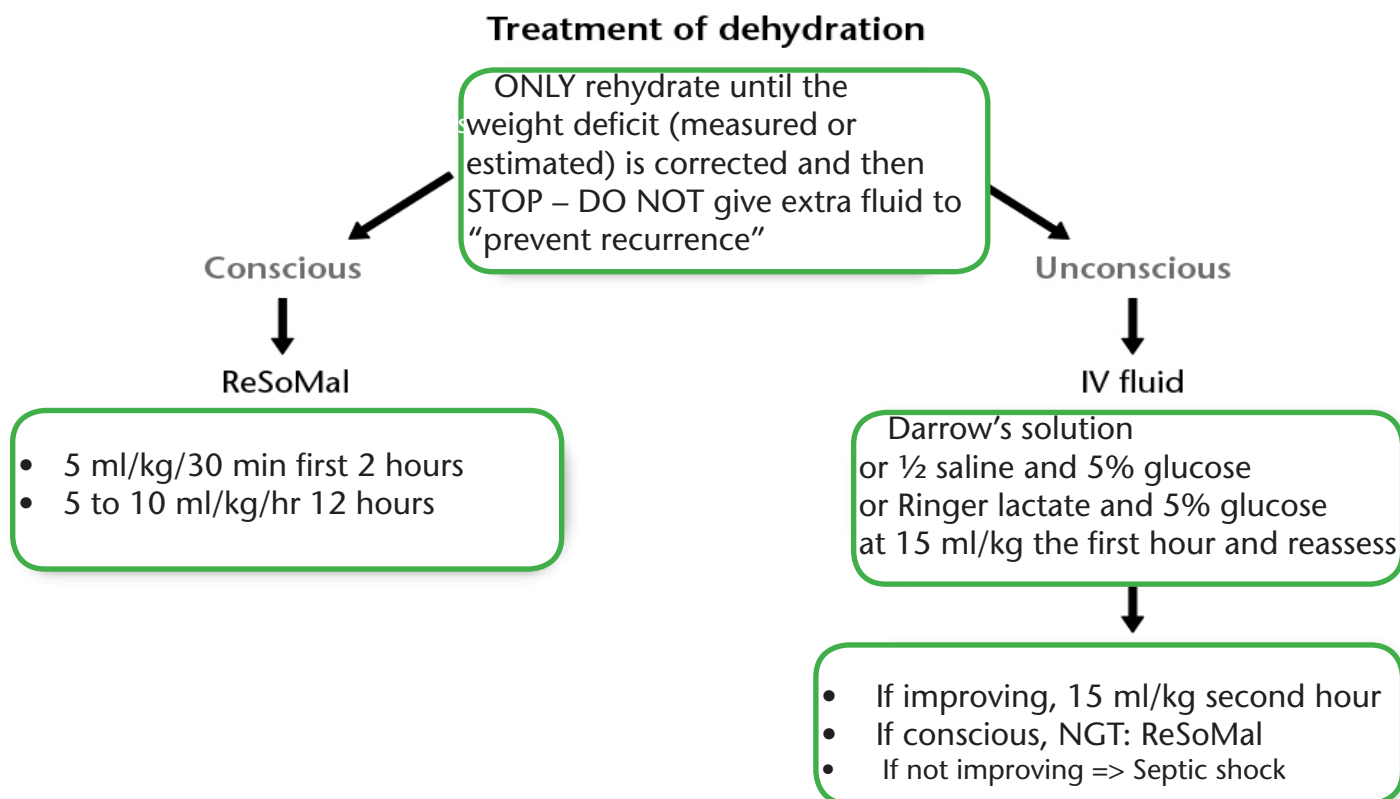 Treatment of dehydration
ONLY rehydrate until the
weight deficit (measured or
estimated) is corrected and then
STOP – DO NOT give extra fluid to
“prevent recurrence”
Conscious
Unconscious
ReSoMal
IV fluid
• 5 ml/kg/30 min first 2 hours
• 5 to 10 ml/kg/hr 12 hours
Darrow’s solution
or ½ saline and 5% glucose
or Ringer lactate and 5% glucose
at 15 ml/kg the first hour and reassess
• If improving, 15 ml/kg second hour
• If conscious, NGT: ReSoMal
• If not improving => Septic shock